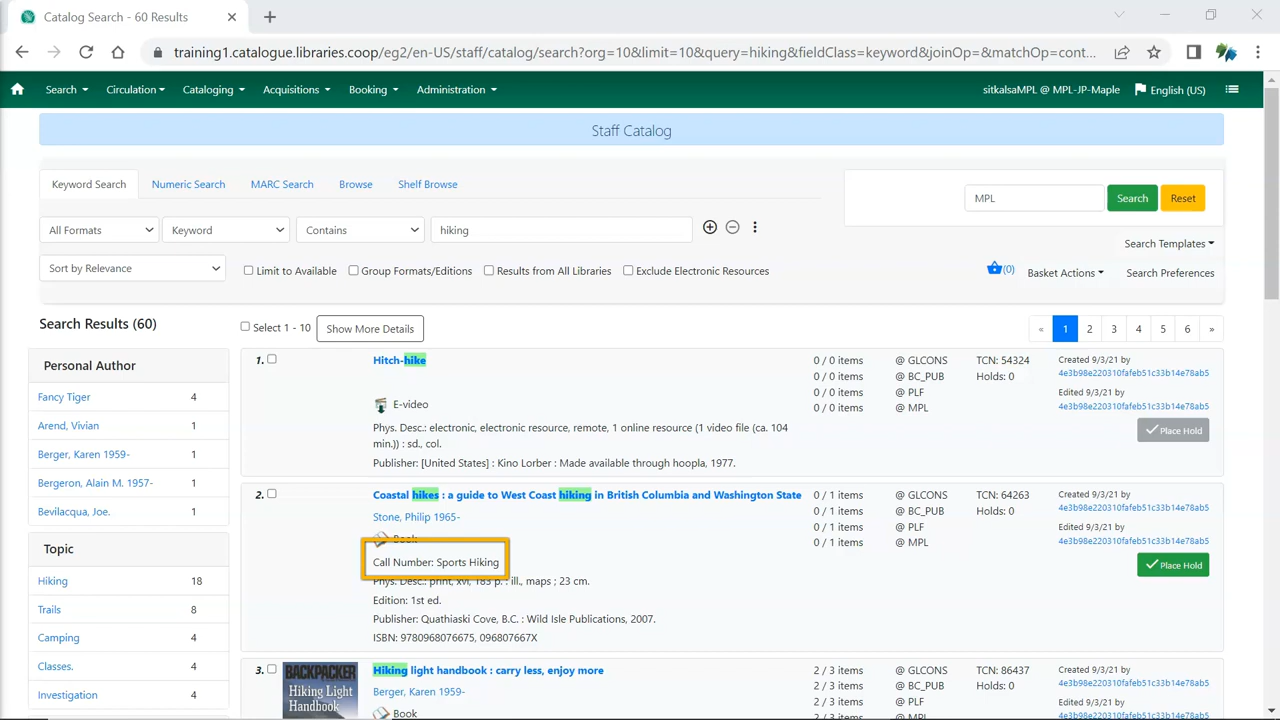 Catalog Search - 60 Results
training1.catalogue.libraries.coop/eg2/en-US/staff/catalog/search?org=10&limit=10&query=hiking&fieldClass=keyword&joinOp=&matchOp=cont...
Search Circulation Cataloging Acquisitions Booking Administration sitkalsaMPL @ MPL-JP-Maple English (US)
Staff Catalog
Keyword Search Numeric Search MARC Search Browse Shelf Browse
MPL Search Reset
All Formats Keyword Contains hiking
Search Templates
Sort by Relevance Limit to Available Group Formats/Editions Results from All Libraries Exclude Electronic Resources (0) Basket Actions Search Preferences
Search Results (60)
Select 1 - 10 Show More Details « 1 2 3 4 5 6 »
Personal Author
Fancy Tiger 4
Arend, Vivian 1
Berger, Karen 1959- 1
Bergeron, Alain M. 1957- 1
Bevilacqua, Joe. 1
Topic
Hiking 18
Trails 8
Camping 4
Classes. 4
Investigation 4
1. Hitch-hike
E-video
Phys. Desc.: electronic, electronic resource, remote, 1 online resource (1 video file (ca. 104
min.)) : sd., col.
Publisher: [United States] : Kino Lorber : Made available through hoopla, 1977.
0 / 0 items @ GLCONS TCN: 54324
0 / 0 items @ BC_PUB Holds: 0
0 / 0 items @ PLF
0 / 0 items @ MPL
Created 9/3/21 by
4e3b98e220310fafeb51c33b14e78ab5
Edited 9/3/21 by
4e3b98e220310fafeb51c33b14e78ab5
Place Hold
2. Coastal hikes : a guide to West Coast hiking in British Columbia and Washington State
Stone, Philip 1965-
Book
Call Number: Sports Hiking
Phys. Desc.: print, xvi, 183 p. : ill., maps ; 23 cm.
Edition: 1st ed.
Publisher: Quathiaski Cove, B.C. : Wild Isle Publications, 2007.
ISBN: 9780968076675, 096807667X
0 / 1 items @ GLCONS TCN: 64263
0 / 1 items @ BC_PUB Holds: 0
0 / 1 items @ PLF
0 / 1 items @ MPL
Created 9/3/21 by
4e3b98e220310fafeb51c33b14e78ab5
Edited 9/3/21 by
4e3b98e220310fafeb51c33b14e78ab5
Place Hold
3. BACKPACKER
Hiking Light
Handbook
Hiking light handbook : carry less, enjoy more
Berger, Karen 1959-
Book
2 / 3 items @ GLCONS TCN: 86437
2 / 3 items @ BC_PUB Holds: 0
2 / 3 items @ PLF
Created 9/3/21 by
4e3b98e220310fafeb51c33b14e78ab5
Edited 9/3/21 by
4e3b98e220310fafeb51c33b14e78ab5